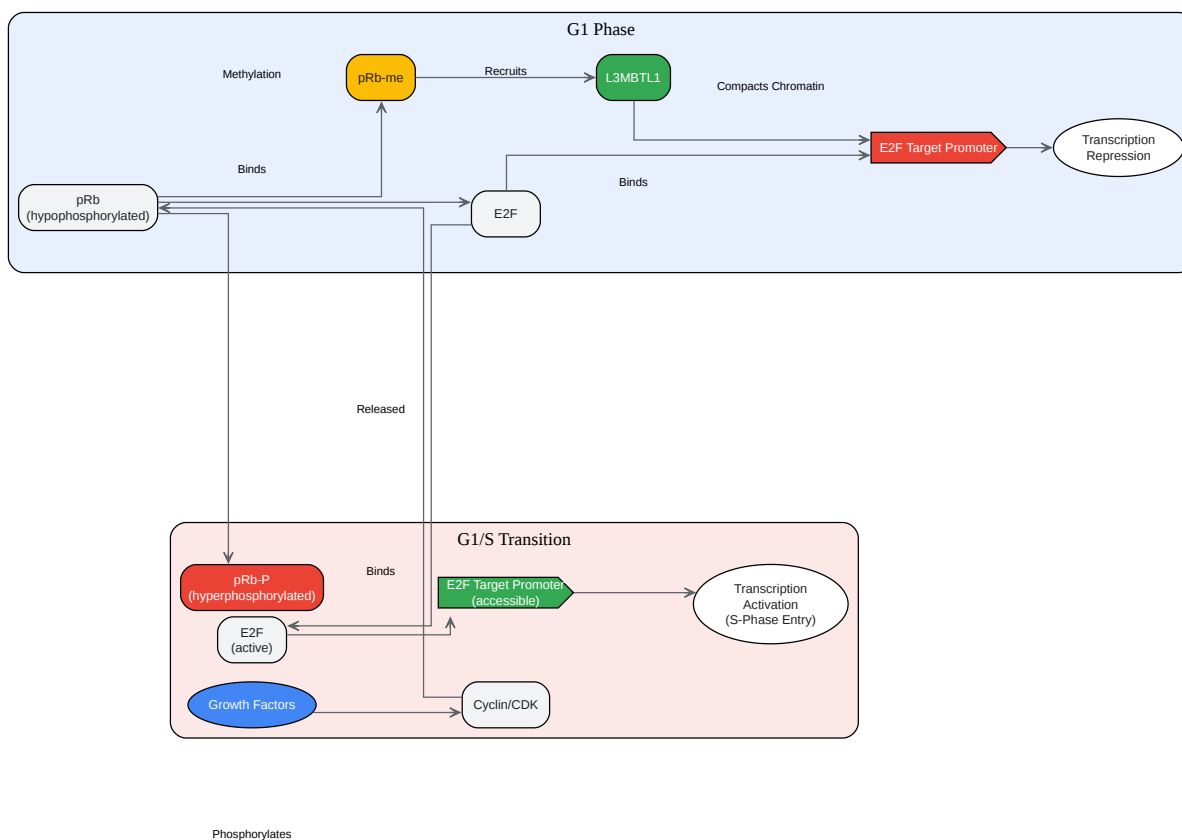 G1 Phase
Methylation
pRb-me
Recruits
L3MBTL1
Compacts Chromatin
E2F Target Promoter
Transcription
Repression
Binds
Binds
pRb
(hypophosphorylated)
E2F
Released
G1/S Transition
pRb-P
(hyperphosphorylated)
Binds
E2F Target Promoter
(accessible)
Transcription
Activation
(S-Phase Entry)
E2F
(active)
Growth Factors
Cyclin/CDK
Phosphorylates